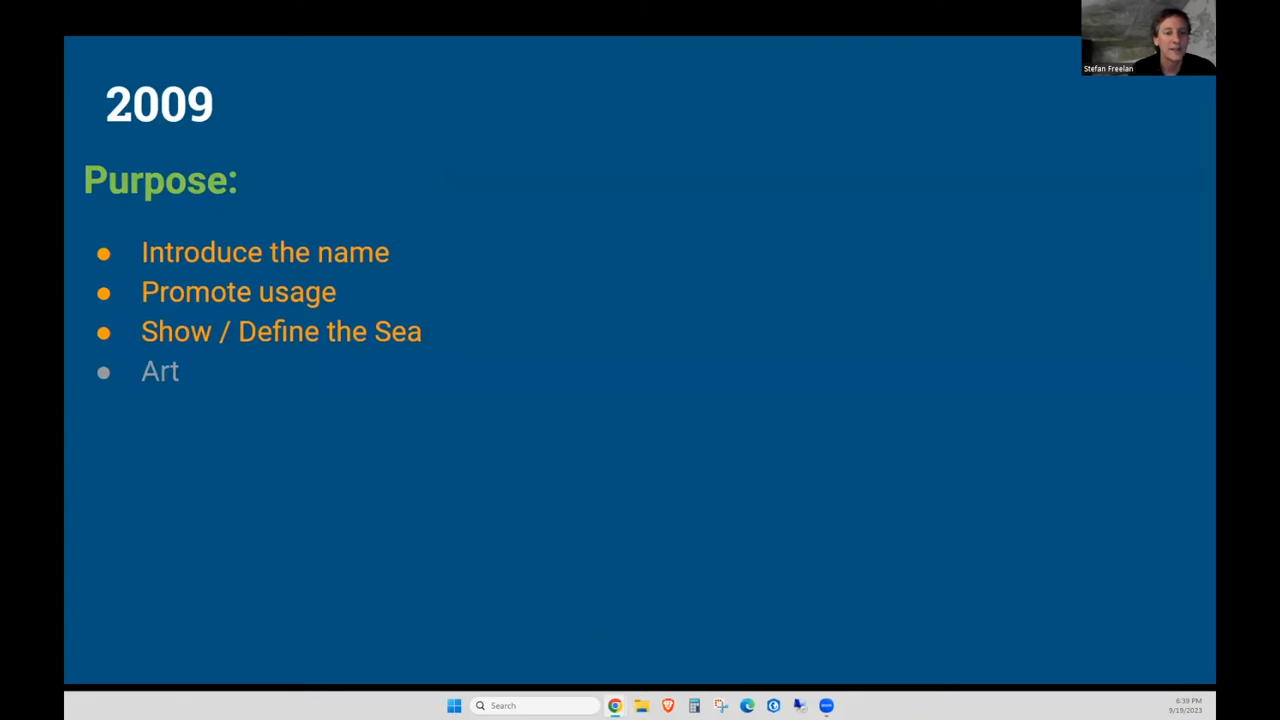 Stefan Freelan
2009
Purpose:
● Introduce the name
● Promote usage
● Show / Define the Sea
● Art
Search
6:39 PM
9/19/2023